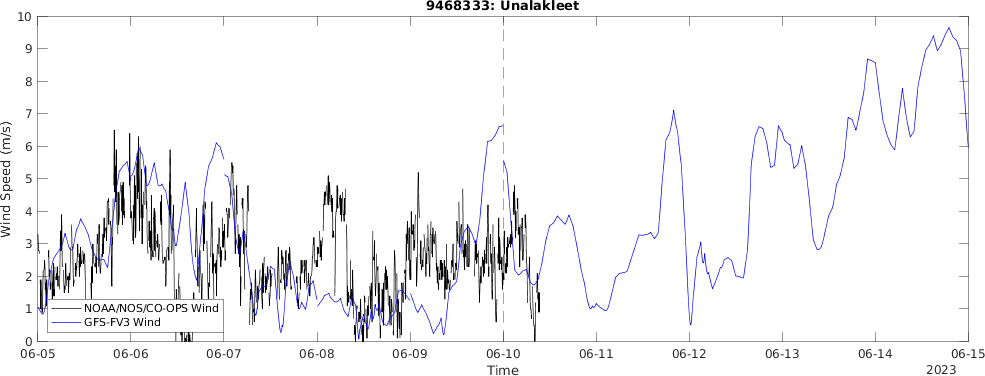 9468333: Unalakleet
10
9
8
7
6
5
4
3
2
1
0
Wind Speed (m/s)
NOAA/NOS/CO-OPS Wind
GFS-FV3 Wind
06-05 06-06 06-07 06-08 06-09 06-10 06-11 06-12 06-13 06-14 06-15
Time
2023